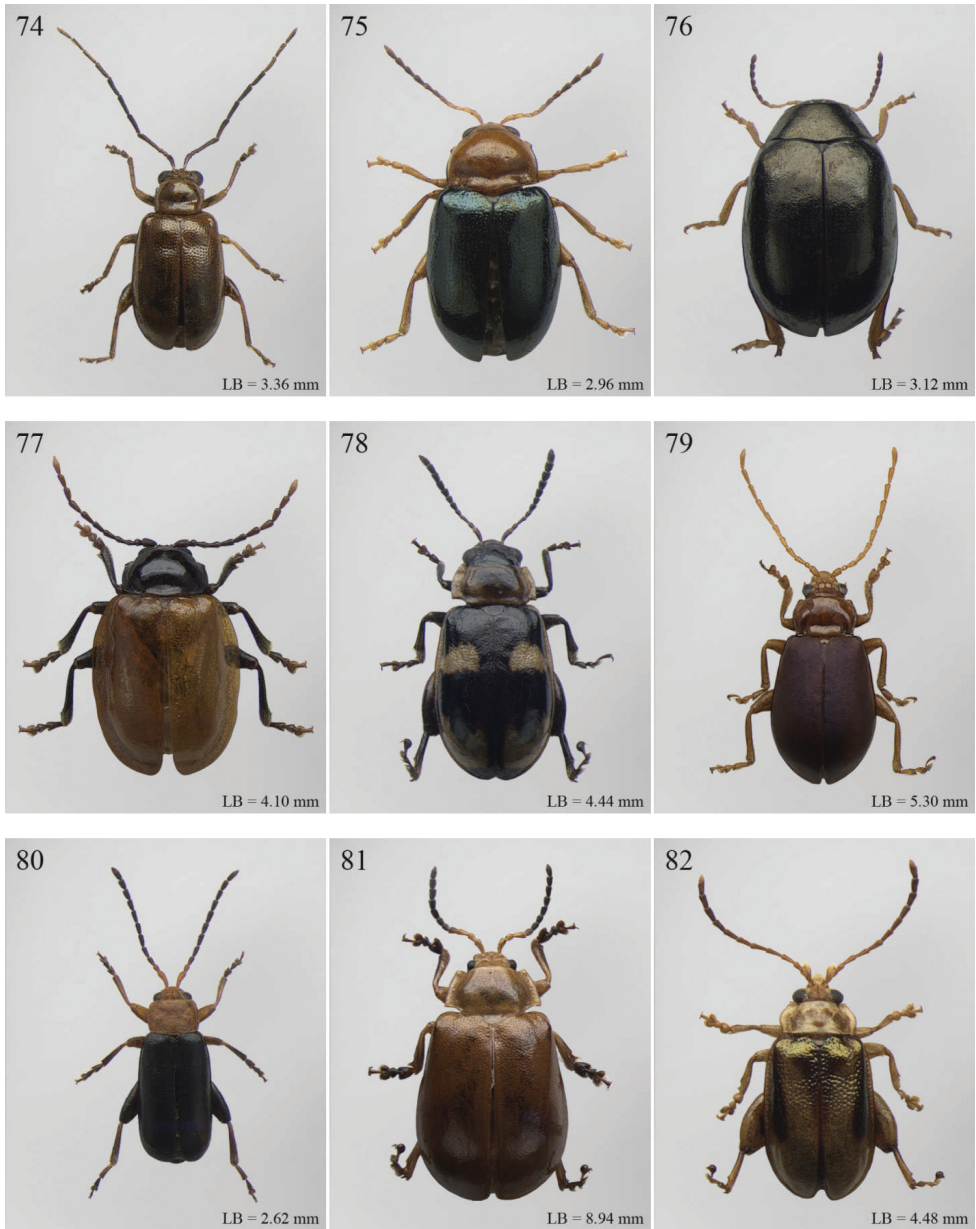 74
75
76
LB = 3.36 mm
LB = 2.96 mm
LB = 3.12 mm
77
78
79
LB = 4.10 mm
LB = 4.44 mm
LB = 5.30 mm
80
81
82
LB = 2.62 mm
LB = 8.94 mm
LB = 4.48 mm